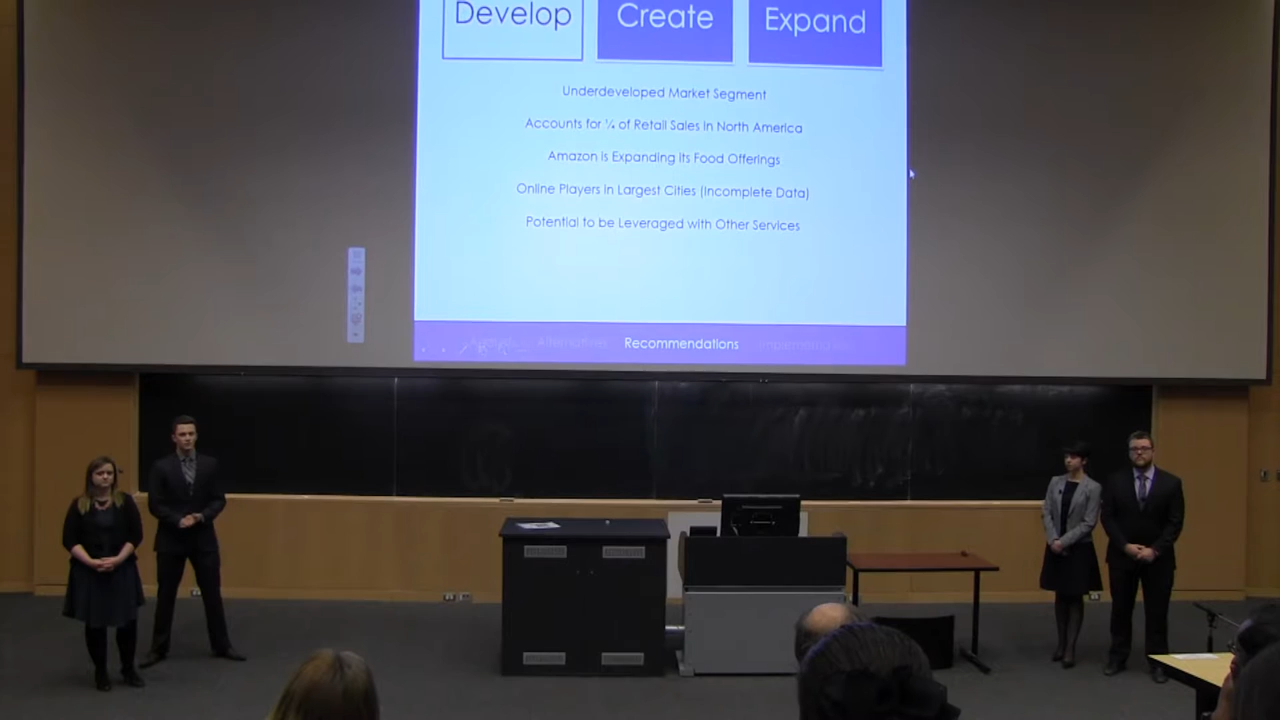 Develop Create Expand
Underdeveloped Market Segment
Accounts for ¼ of Retail Sales in North America
Amazon is Expanding its Food Offerings
Online Players in Largest Cities (Incomplete Data)
Potential to be Leveraged with Other Services
Alternatives Recommendations